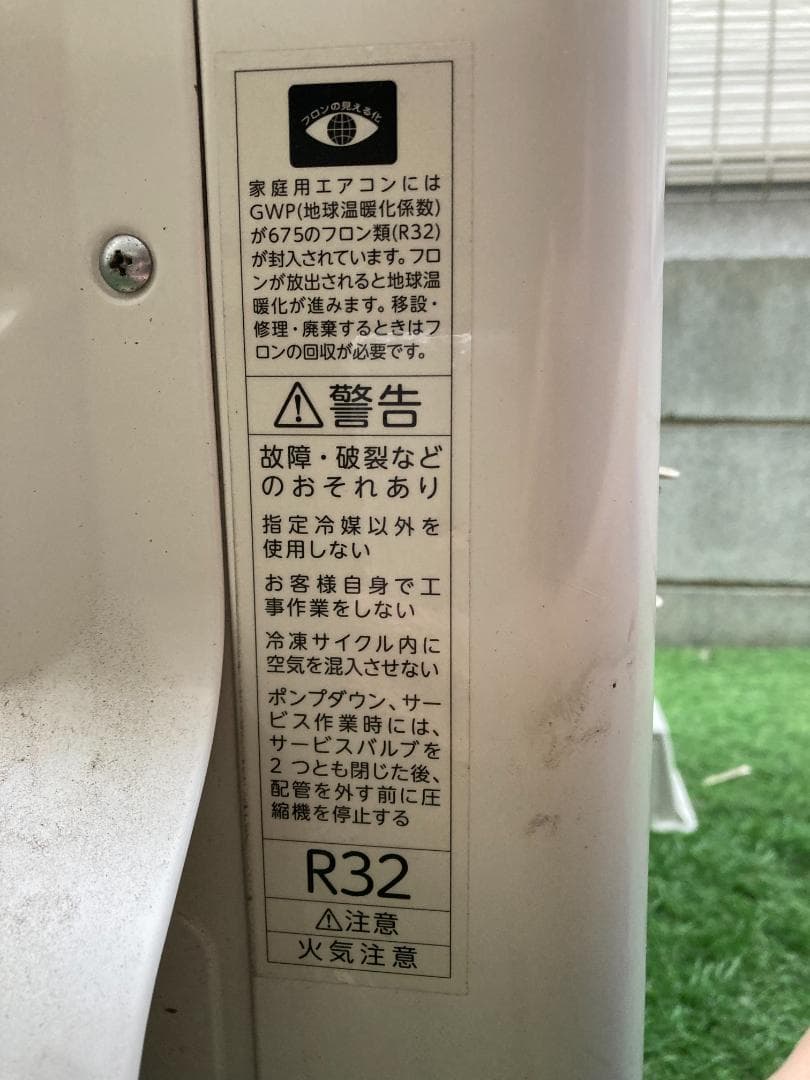 フロンの見える化
家庭用エアコンには
GWP(地球温暖化係数)
が675のフロン類(R32)
が封入されています。フロ
ンが放出されると地球温
暖化が進みます。移設・
修理・廃棄するときはフ
ロンの回収が必要です。
⚠警告
故障・破裂など
のおそれあり
指定冷媒以外を
使用しない
お客様自身で工
事作業をしない
冷凍サイクル内に
空気を混入させない
ポンプダウン、サー
ビス作業時には、
サービスバルブを
2つとも閉じた後、
配管を外す前に圧
縮機を停止する
R32
⚠注意
火気注意